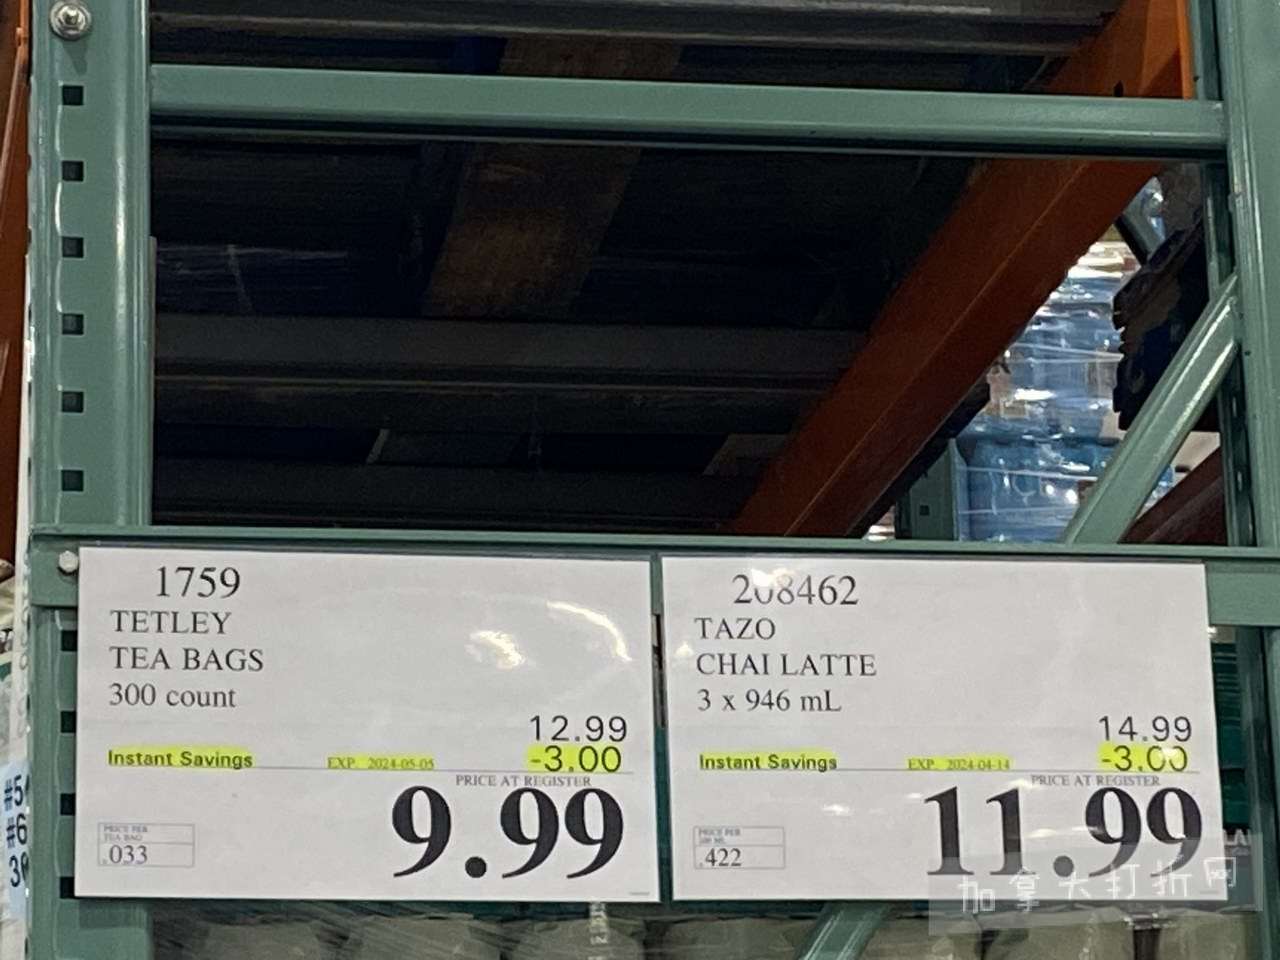 1759
TETLEY
TEA BAGS
300 count
12.99
Instant Savings EXP. 2024-05-05 -3.00
PRICE AT REGISTER
9.99
PRICE PER
TEA BAG
.033
208462
TAZO
CHAI LATTE
3 x 946 mL
14.99
Instant Savings EXP. 2024-04-14 -3.00
PRICE AT REGISTER
11.99
PRICE PER
100 ML
.422
加拿大打折网